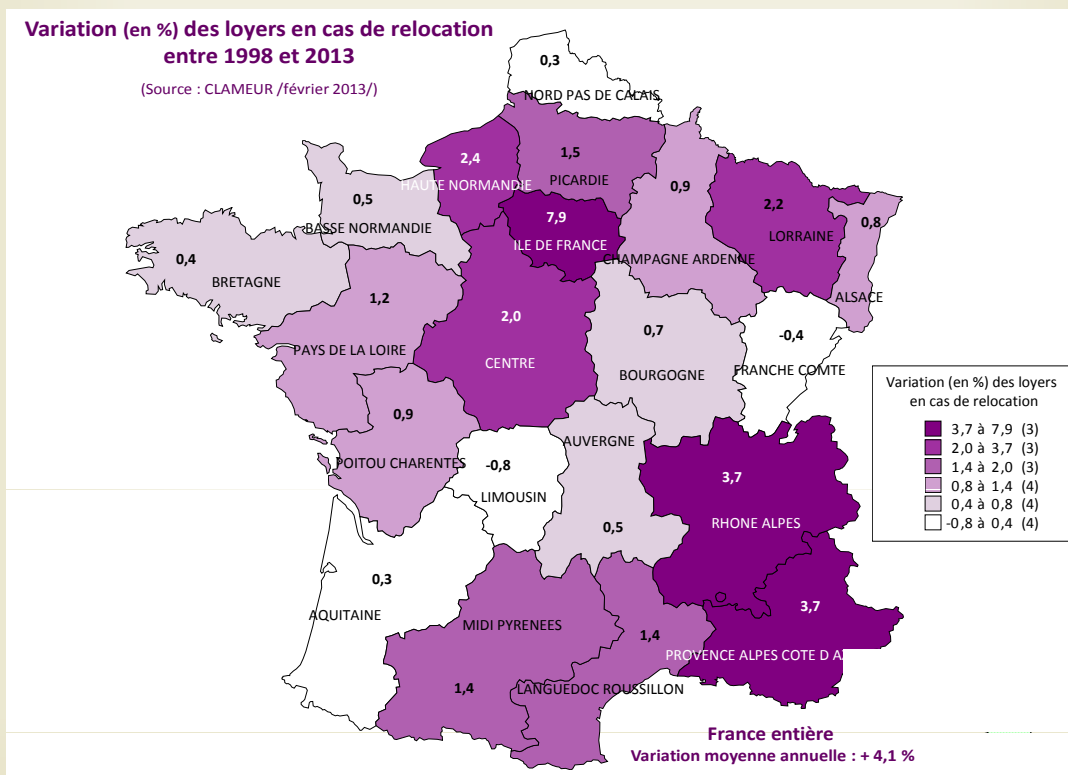 Variation (en %) des loyers en cas de relocation
entre 1998 et 2013
(Source : CLAMEUR /février 2013/)
0,3
NORD PAS DE CALAIS
2,4
HAUTE NORMANDIE
1,5
PICARDIE
0,9
CHAMPAGNE ARDENNE
2,2
LORRAINE
0,8
ALSACE
0,5
BASSE NORMANDIE
7,9
ILE DE FRANCE
0,4
BRETAGNE
1,2
PAYS DE LA LOIRE
2,0
CENTRE
0,7
BOURGOGNE
-0,4
FRANCHE COMTE
0,9
POITOU CHARENTES
-0,8
LIMOUSIN
AUVERGNE
0,5
3,7
RHONE ALPES
0,3
AQUITAINE
MIDI PYRENEES
1,4
1,4
LANGUEDOC ROUSSILLON
3,7
PROVENCE ALPES COTE D AZ
Variation (en %) des loyers
en cas de relocation
3,7 à 7,9 (3)
2,0 à 3,7 (3)
1,4 à 2,0 (3)
0,8 à 1,4 (4)
0,4 à 0,8 (4)
-0,8 à 0,4 (4)
France entière
Variation moyenne annuelle : + 4,1 %